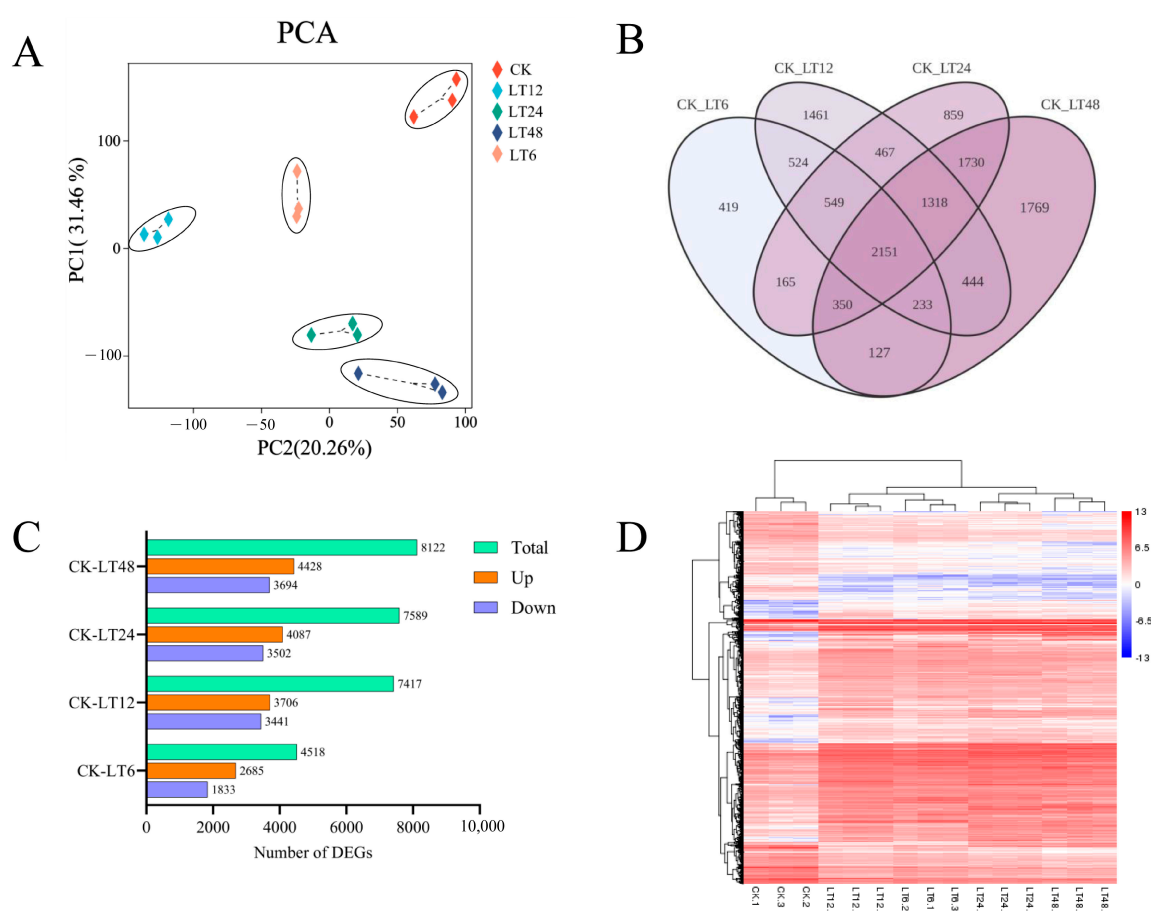 A
PCA
CK
LT12
LT24
LT48
LT6
100
0
−100
PC1( 31.46 %)
−100
−50
0
50
100
PC2(20.26%)
B
CK_LT6
CK_LT12
CK_LT24
CK_LT48
1461
859
524
467
1730
419
549
1318
1769
2151
165
444
350
233
127
C
CK-LT48
8122
4428
3694
CK-LT24
7589
4087
3502
CK-LT12
7417
3706
3441
CK-LT6
4518
2685
1833
0
2000
4000
6000
8000
10,000
Number of DEGs
Total
Up
Down
D
13
6.5
0
-6.5
-13
CK.1
CK.3
CK.2
LT12.
LT12.
LT12.
LT6.2
LT6.1
LT6.3
LT24.
LT24.
LT24.
LT48.
LT48.
LT48.